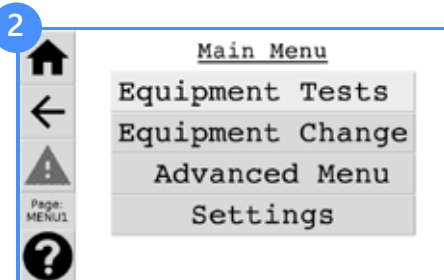 2
Main Menu
Equipment Tests
Equipment Change
Advanced Menu
Settings
Page:
MENU1
?